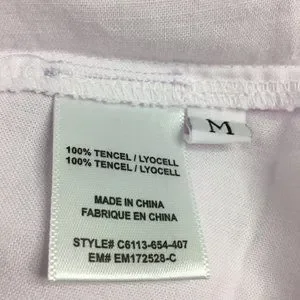 100% TENCEL / LYOCELL
100% TENCEL / LYOCELL
M
MADE IN CHINA
FABRIQUE EN CHINA
STYLE# C6113-654-407
EM# EM172528-C